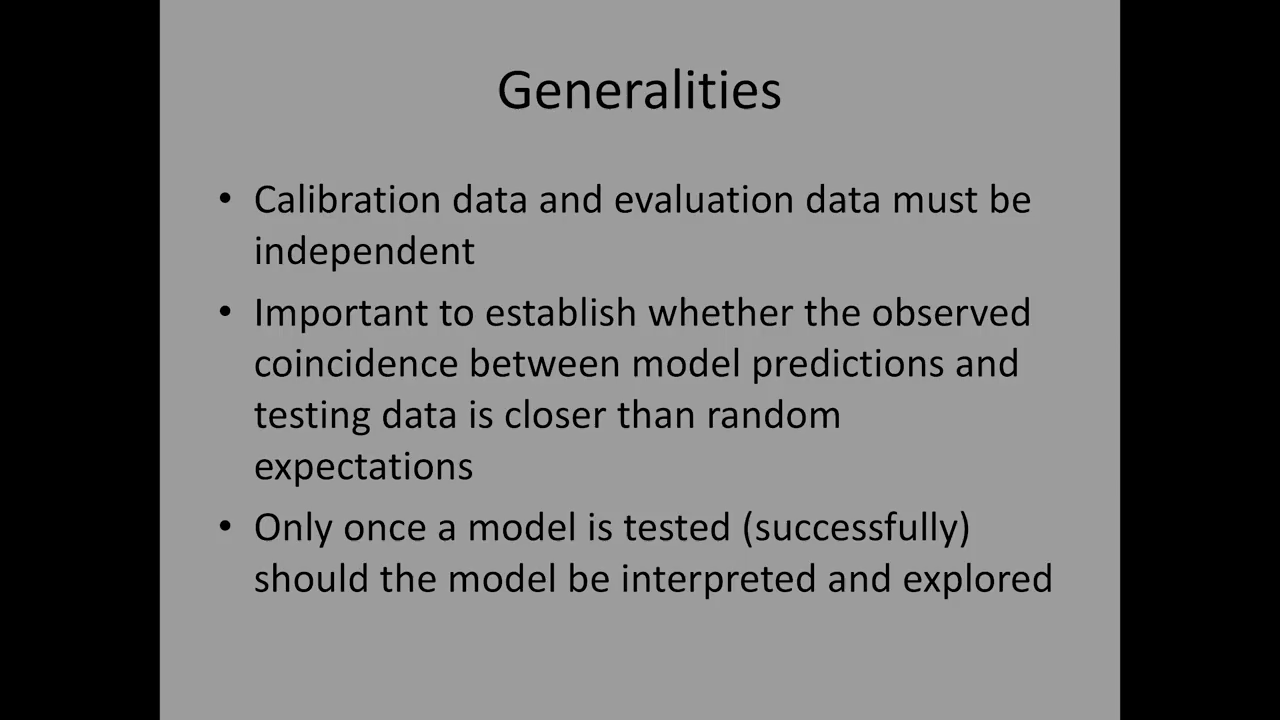 Generalities
• Calibration data and evaluation data must be
independent
• Important to establish whether the observed
coincidence between model predictions and
testing data is closer than random
expectations
• Only once a model is tested (successfully)
should the model be interpreted and explored